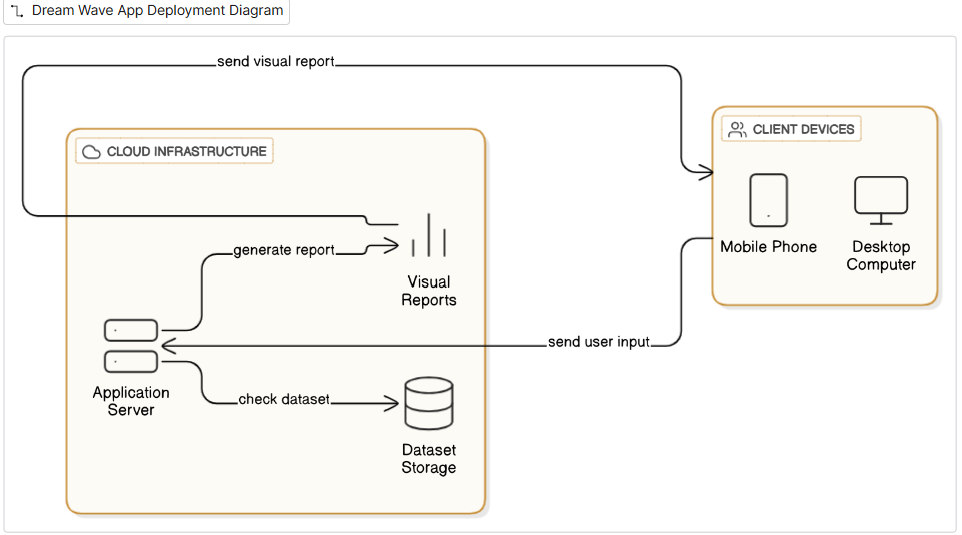 Dream Wave App Deployment Diagram
send visual report
CLIENT DEVICES
CLOUD INFRASTRUCTURE
Mobile Phone
Desktop
Computer
generate report
Visual
Reports
send user input
Application
Server
check dataset
Dataset
Storage